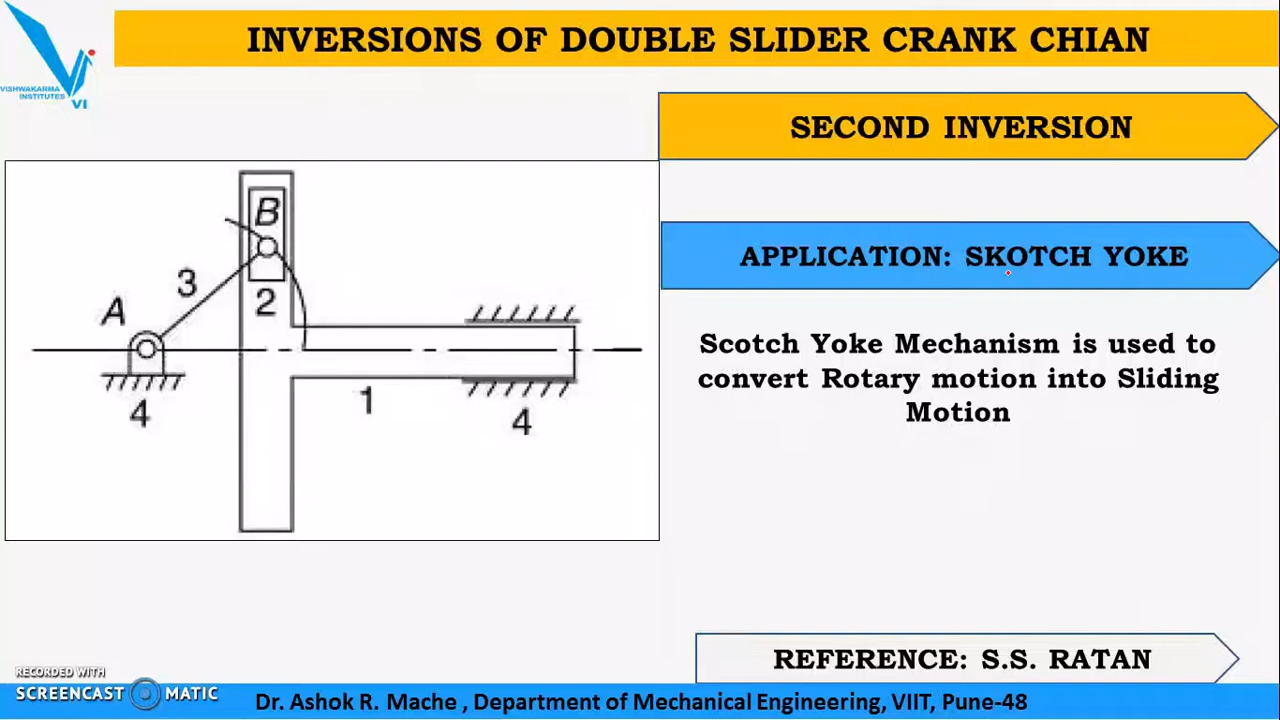 INVERSIONS OF DOUBLE SLIDER CRANK CHIAN
VISHWAKARMA
INSTITUTES
VI
SECOND INVERSION
APPLICATION: SKOTCH YOKE
Scotch Yoke Mechanism is used to
convert Rotary motion into Sliding
Motion
B
3
2
A
4
1
4
REFERENCE: S.S. RATAN
RECORDED WITH
SCREENCAST MATIC
Dr. Ashok R. Mache , Department of Mechanical Engineering, VIIT, Pune-48